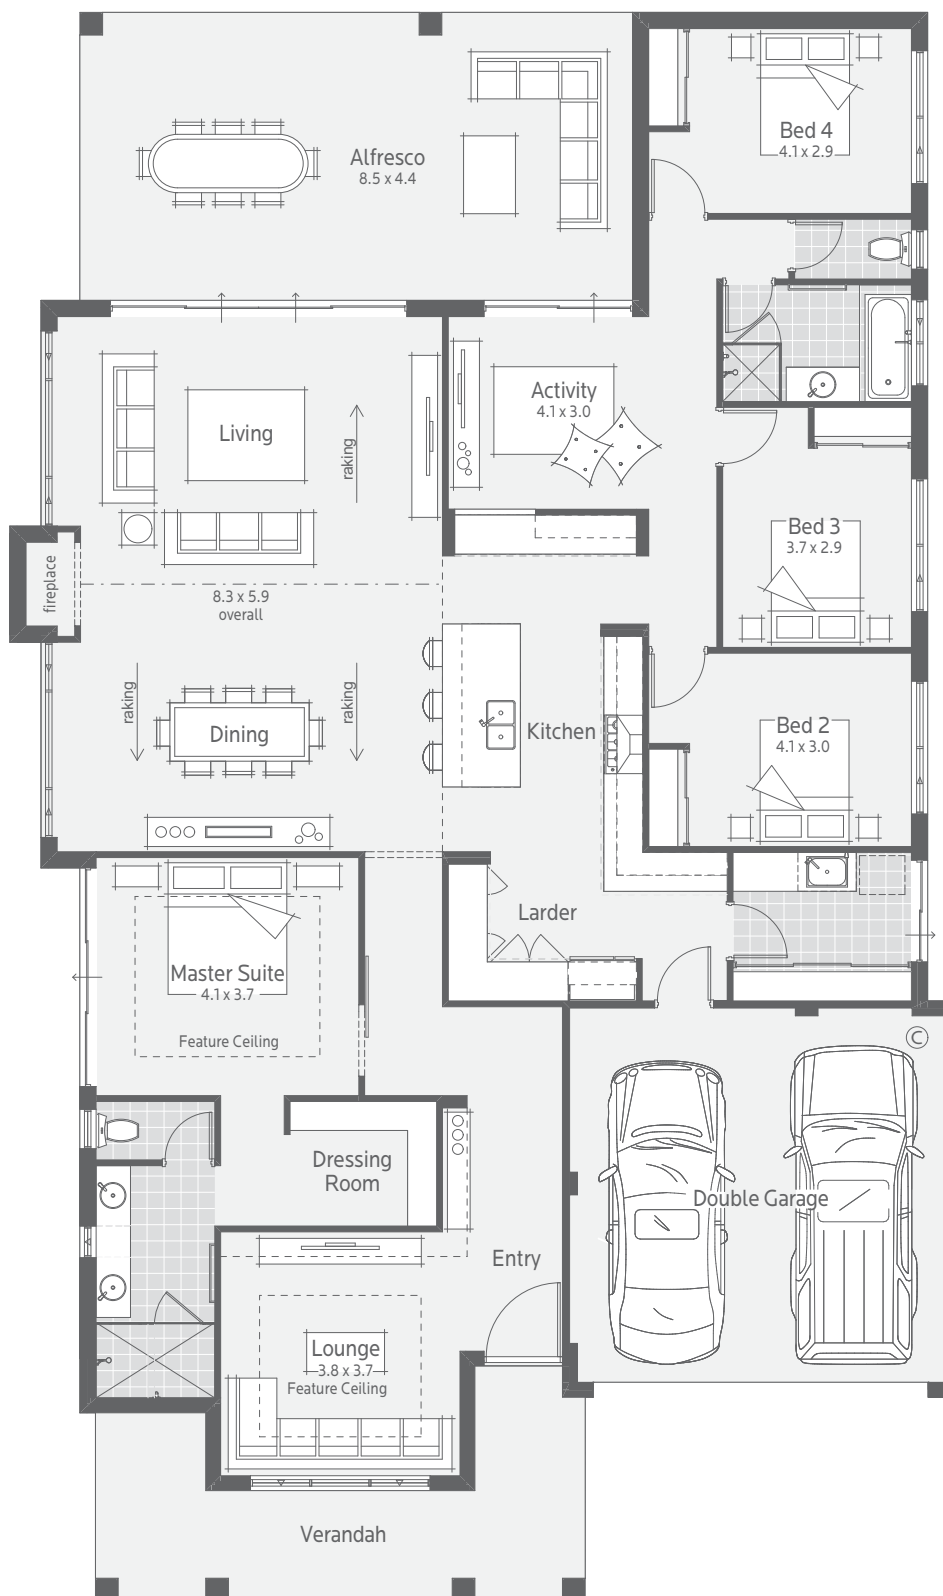 Bed 4
4.1 x 2.9
Alfresco
8.5 x 4.4
Activity
4.1 x 3.0
Living
raking
Bed 3
3.7 x 2.9
fireplace
8.3 x 5.9
overall
raking
raking
Dining
Kitchen
Bed 2
4.1 x 3.0
Larder
Master Suite
4.1 x 3.7
Feature Ceiling
C
Dressing
Room
Double Garage
Entry
Lounge
3.8 x 3.7
Feature Ceiling
Verandah